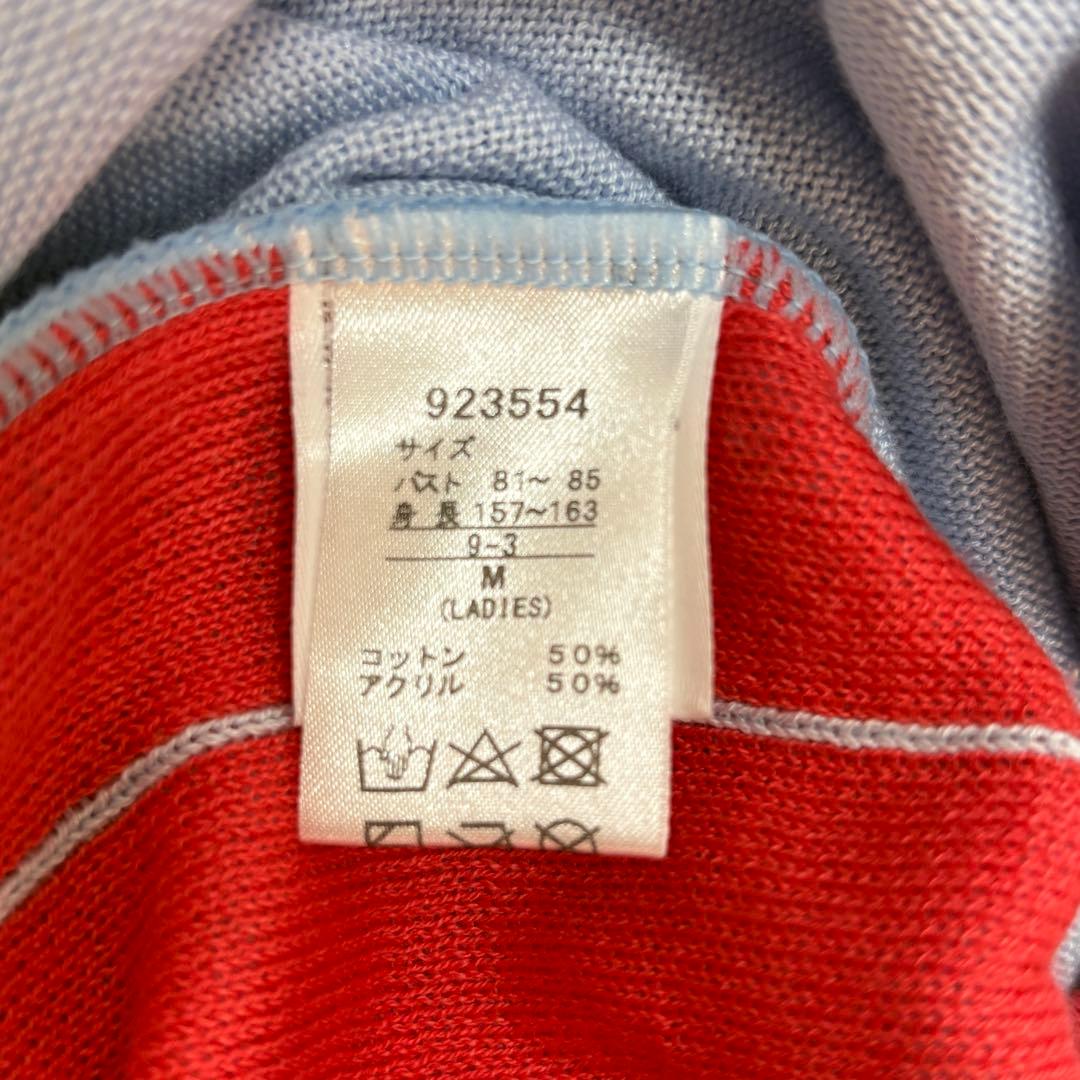 923554
サイズ
バスト 81〜 85
身 長 157〜163
9-3
M
(LADIES)
コットン 50%
アクリル 50%